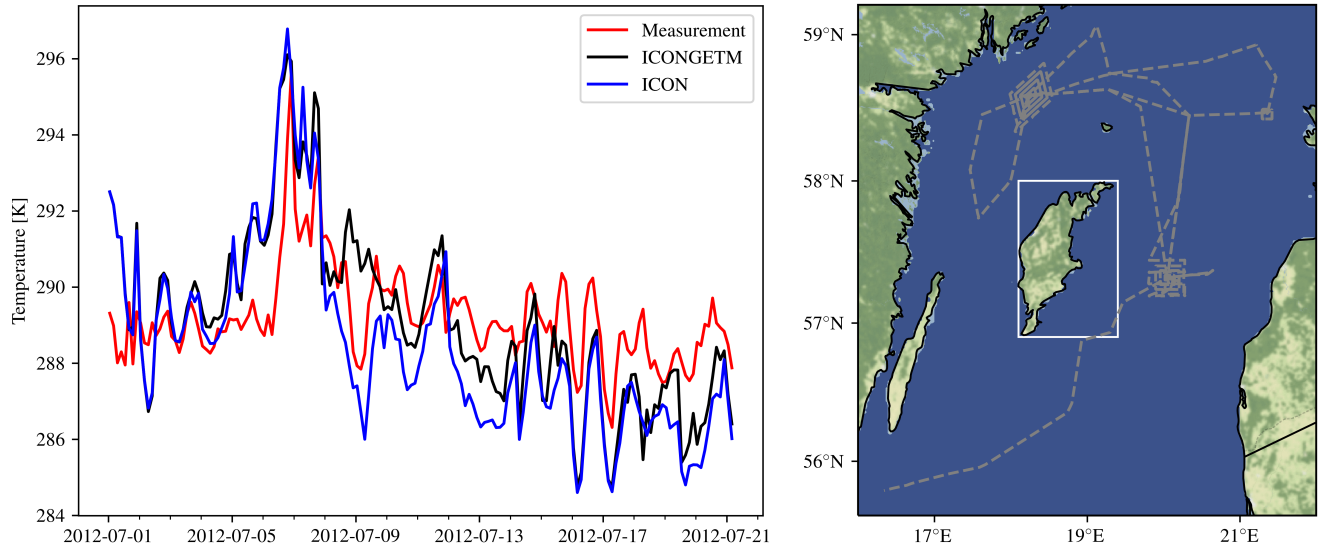 Temperature [K]
296
294
292
290
288
286
284
2012-07-01
2012-07-05
2012-07-09
2012-07-13
2012-07-17
2012-07-21
Measurement
ICONGETM
ICON
59°N
58°N
57°N
56°N
17°E
19°E
21°E